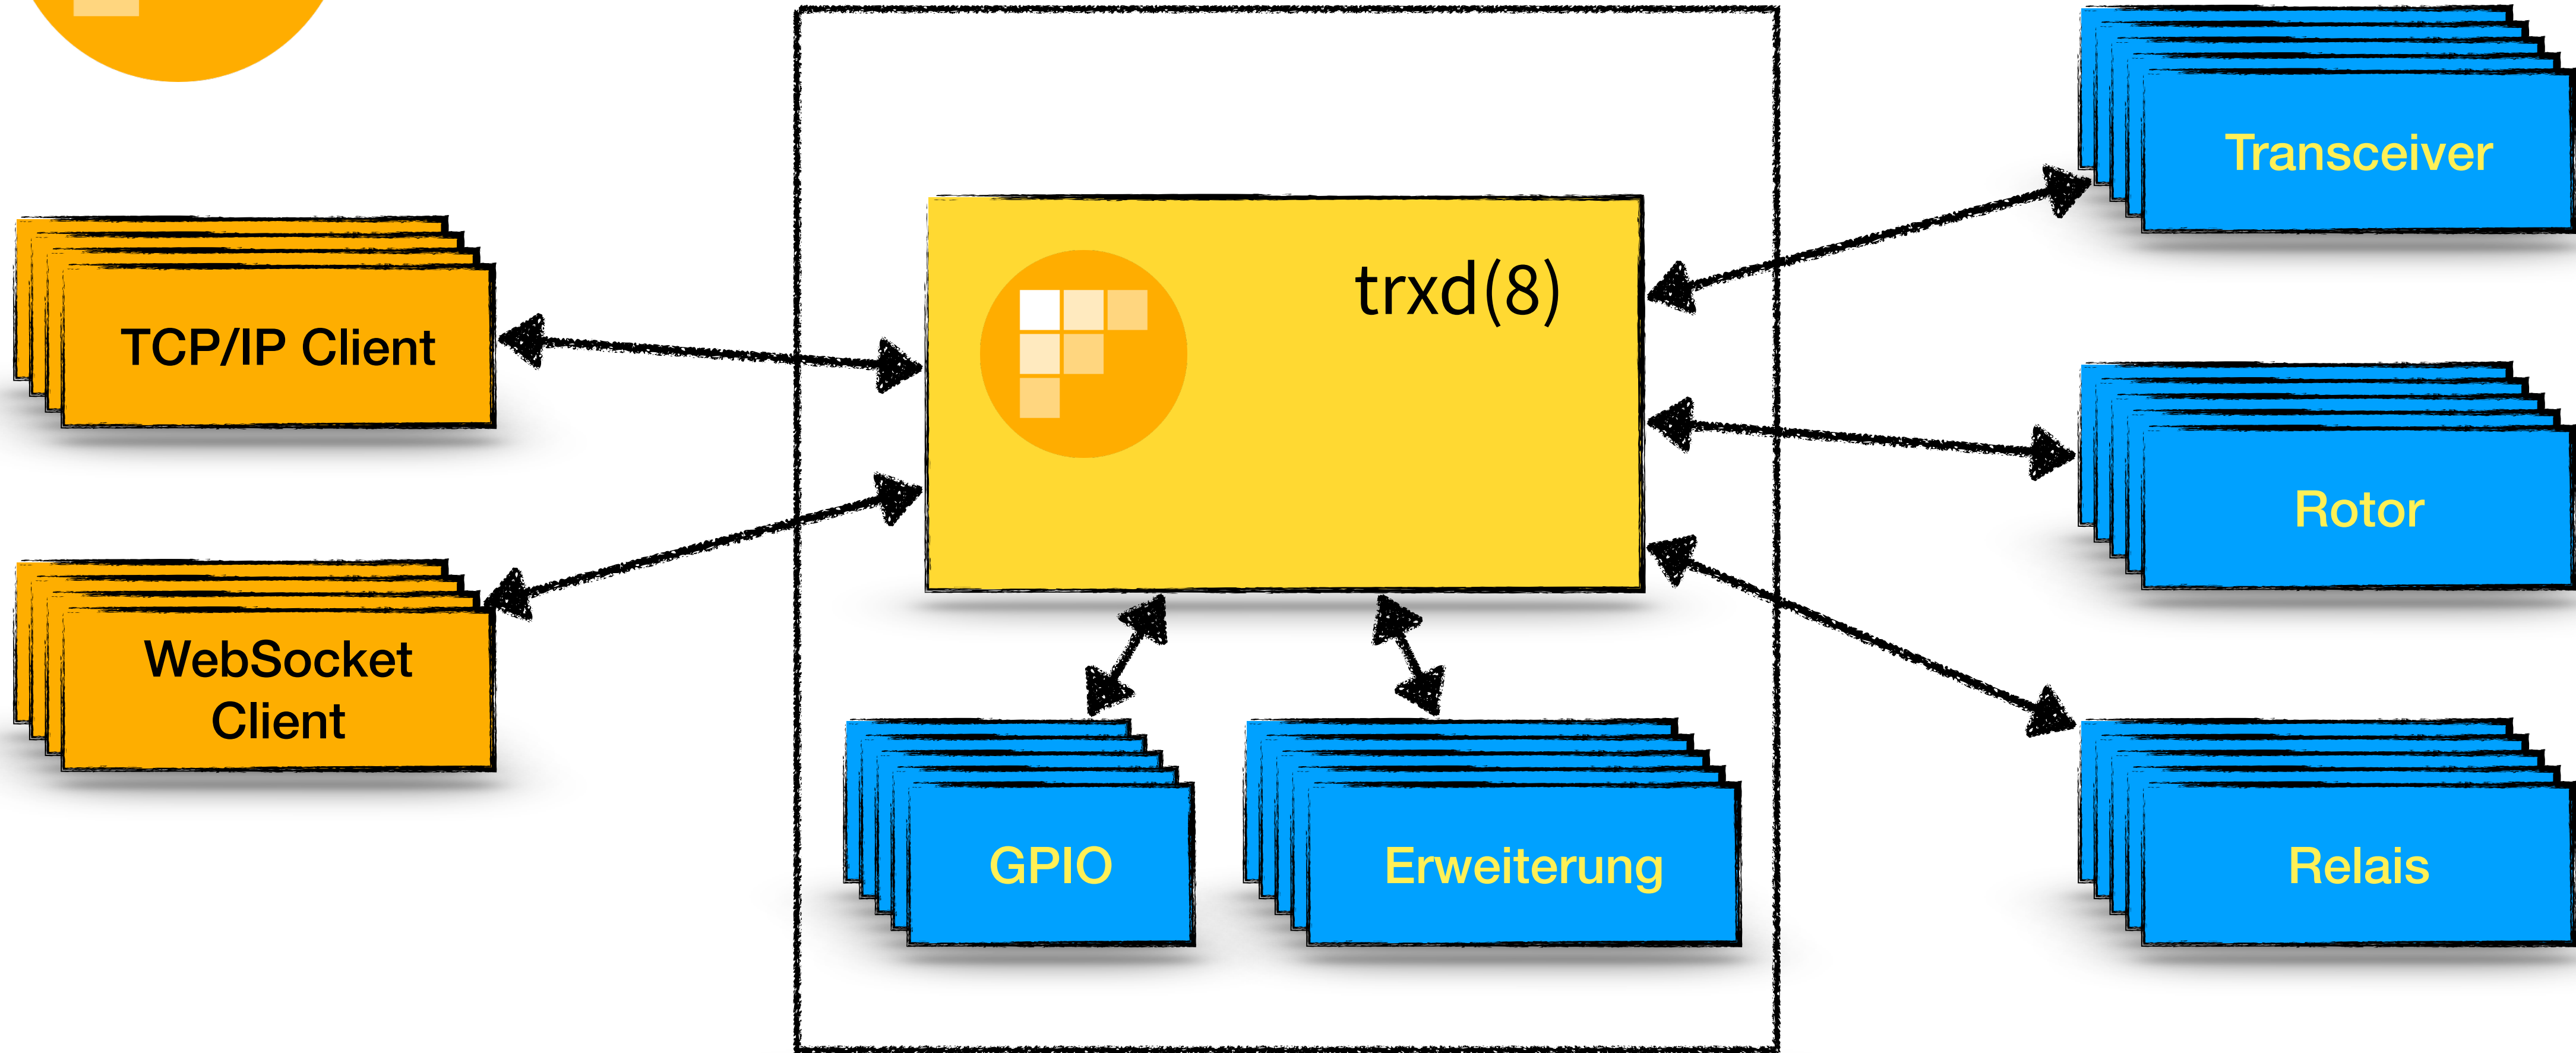 TCP/IP Client
WebSocket
Client
trxd(8)
GPIO
Erweiterung
Transceiver
Rotor
Relais